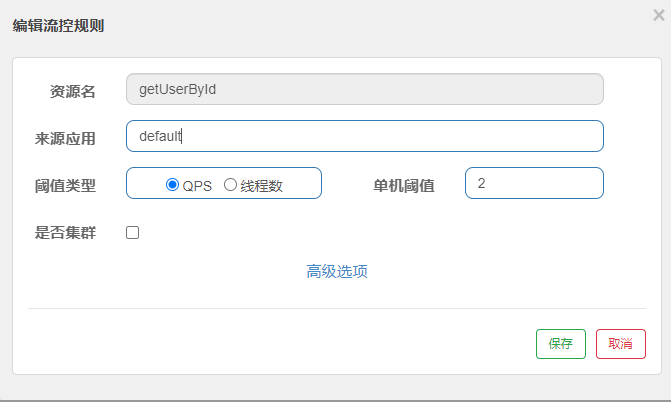 编辑流控规则
×
资源名 getUserById
来源应用 default
阈值类型 QPS 线程数 单机阈值 2
是否集群
高级选项
保存 取消